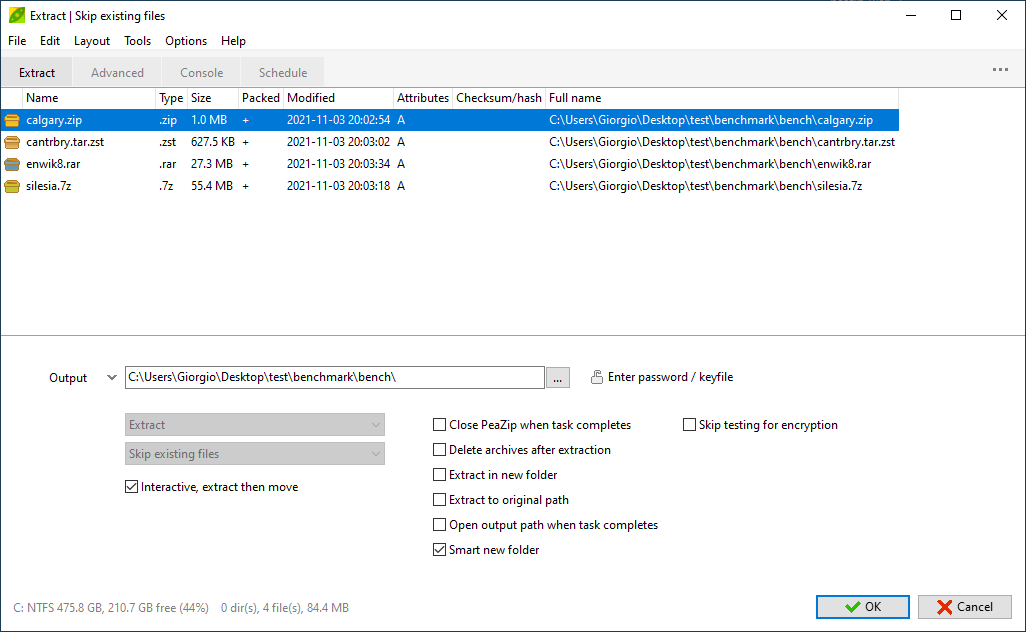 Extract | Skip existing files
File Edit Layout Tools Options Help
Extract Advanced Console Schedule ...
Name Type Size Packed Modified Attributes Checksum/hash Full name
calgary.zip .zip 1.0 MB + 2021-11-03 20:02:54 A C:\Users\Giorgio\Desktop\test\benchmark\bench\calgary.zip
cantrbry.tar.zst .zst 627.5 KB + 2021-11-03 20:03:02 A C:\Users\Giorgio\Desktop\test\benchmark\bench\cantrbry.tar.zst
enwik8.rar .rar 27.3 MB + 2021-11-03 20:03:34 A C:\Users\Giorgio\Desktop\test\benchmark\bench\enwik8.rar
silesia.7z .7z 55.4 MB + 2021-11-03 20:03:18 A C:\Users\Giorgio\Desktop\test\benchmark\bench\silesia.7z
Output C:\Users\Giorgio\Desktop\test\benchmark\bench\ ... Enter password / keyfile
Extract
Skip existing files
Interactive, extract then move
Close PeaZip when task completes
Delete archives after extraction
Extract in new folder
Extract to original path
Open output path when task completes
Smart new folder
Skip testing for encryption
C: NTFS 475.8 GB, 210.7 GB free (44%) 0 dir(s), 4 file(s), 84.4 MB
OK Cancel